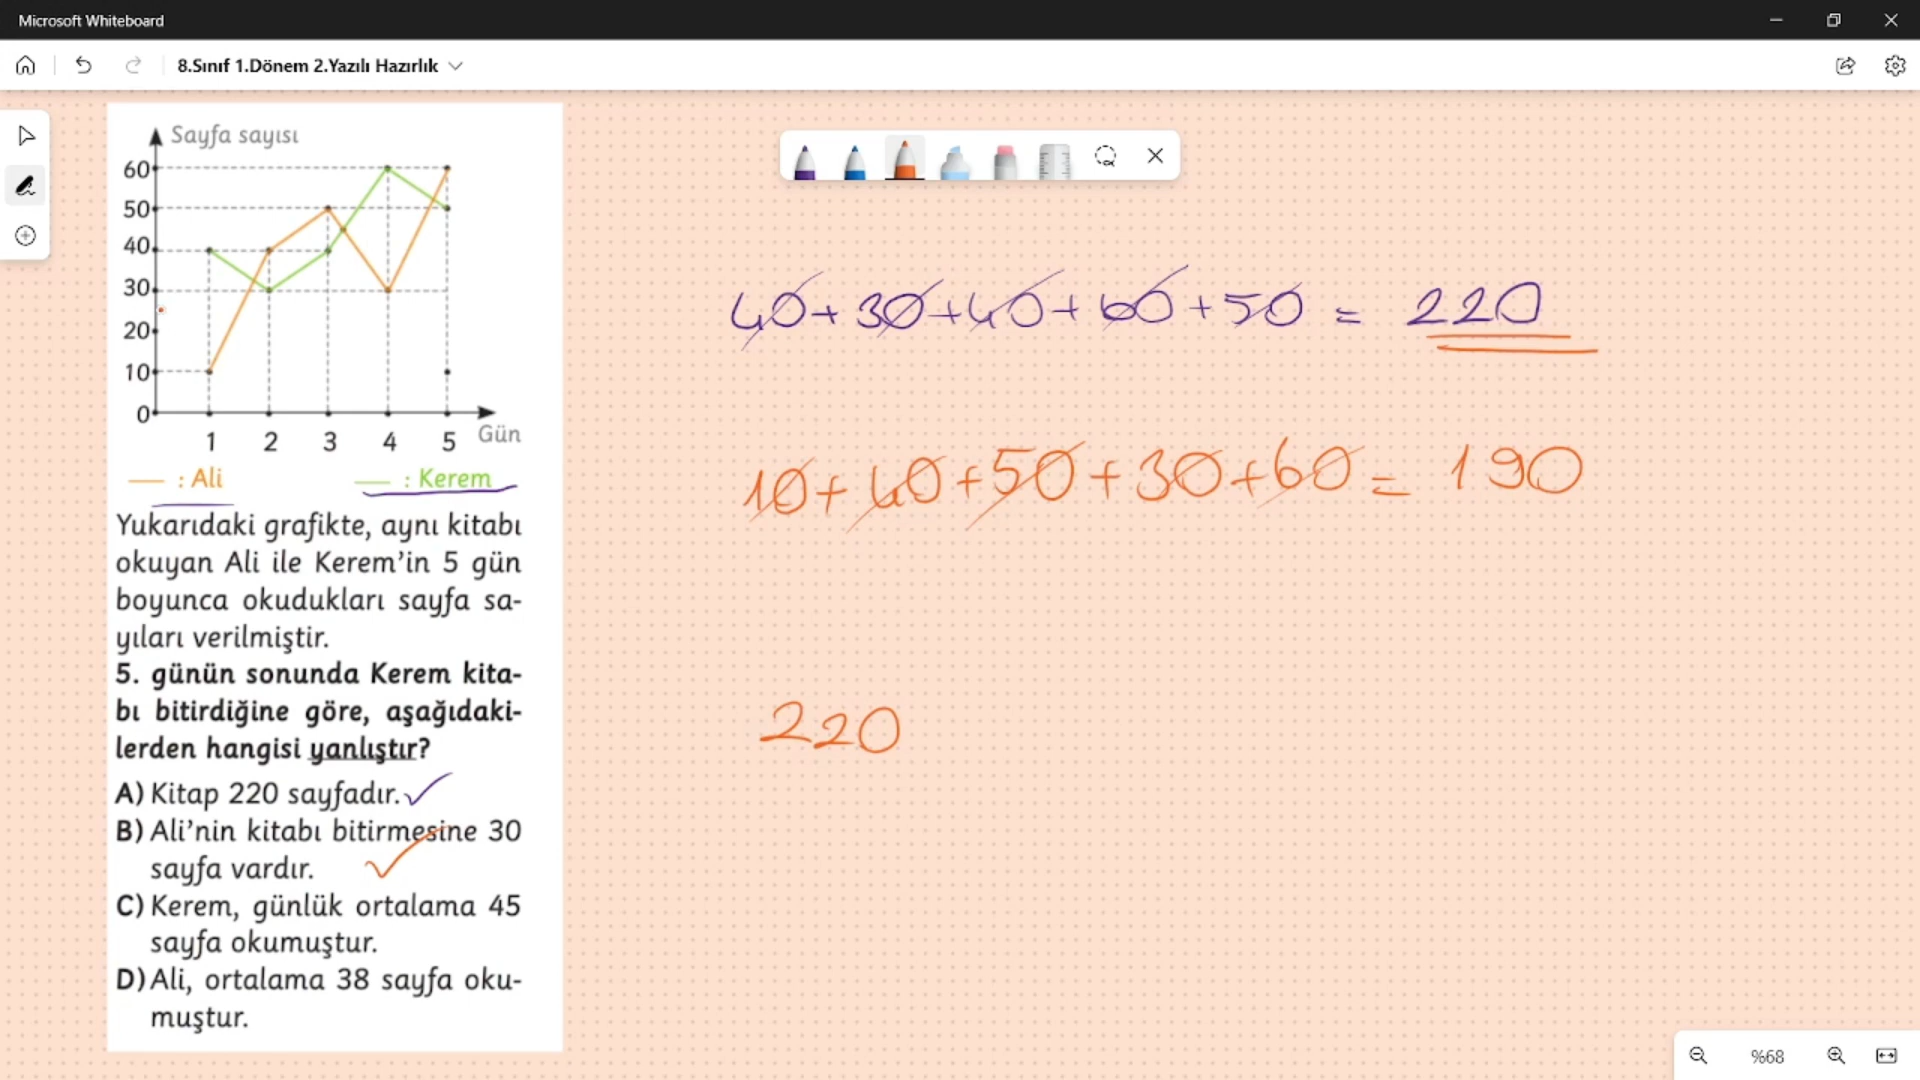 Microsoft Whiteboard
8.Sınıf 1.Dönem 2.Yazılı Hazırlık
Sayfa sayısı
60
50
40
30
20
10
0
1 2 3 4 5 Gün
: Ali : Kerem
Yukarıdaki grafikte, aynı kitabı
okuyan Ali ile Kerem'in 5 gün
boyunca okudukları sayfa sa-
yıları verilmiştir.
5. günün sonunda Kerem kita-
bı bitirdiğine göre, aşağıdaki-
lerden hangisi yanlıştır?
A) Kitap 220 sayfadır.
B) Ali'nin kitabı bitirmesine 30
sayfa vardır.
C) Kerem, günlük ortalama 45
sayfa okumuştur.
D) Ali, ortalama 38 sayfa oku-
muştur.
40+30+40+60+50 = 220
10+40+50+30+60= 190
220
%68